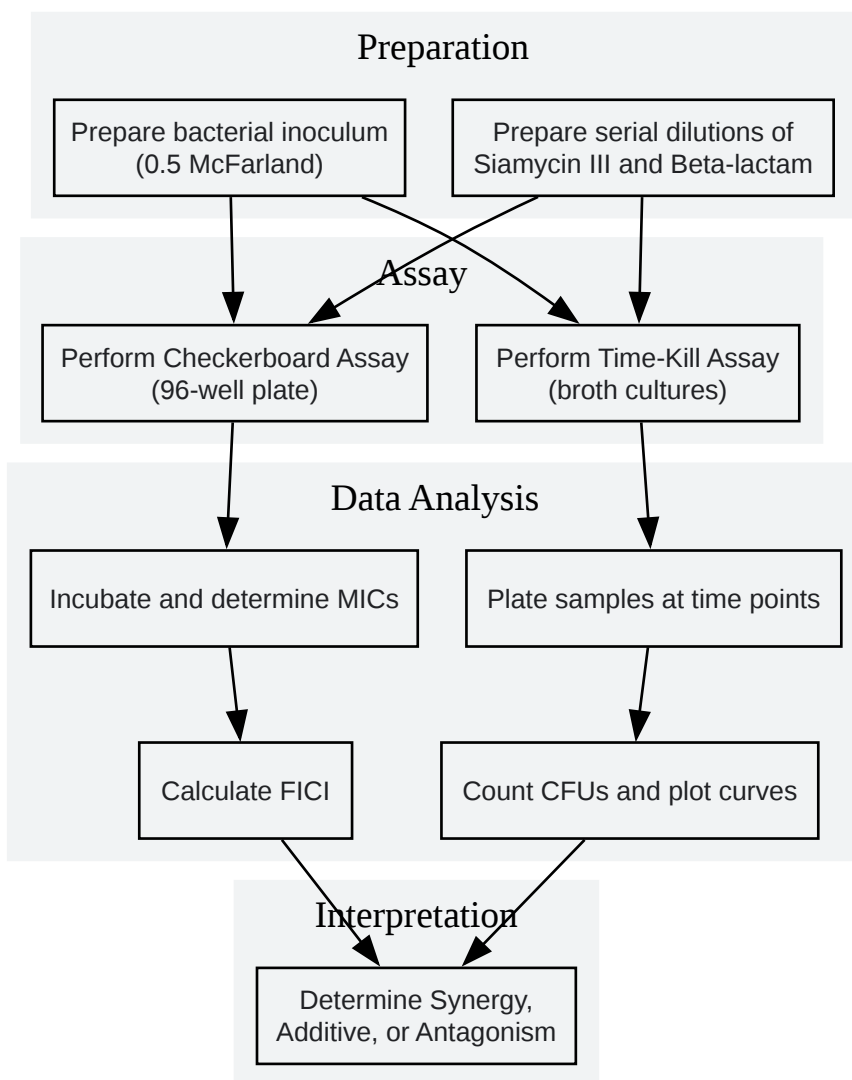 Preparation
Prepare bacterial inoculum
(0.5 McFarland)
Prepare serial dilutions of
Siamycin III and Beta-lactam
Assay
Perform Checkerboard Assay
(96-well plate)
Perform Time-Kill Assay
(broth cultures)
Data Analysis
Incubate and determine MICs
Plate samples at time points
Calculate FICI
Count CFUs and plot curves
Interpretation
Determine Synergy,
Additive, or Antagonism